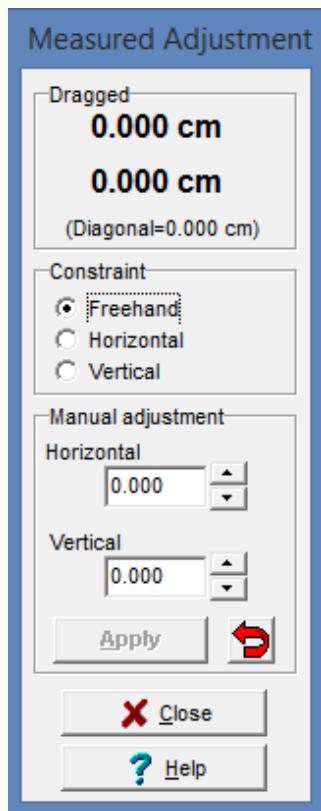 Measured Adjustment
Dragged
0.000 cm
0.000 cm
(Diagonal=0.000 cm)
Constraint
Freehand
Horizontal
Vertical
Manual adjustment
Horizontal
0.000
Vertical
0.000
Apply
Close
? Help